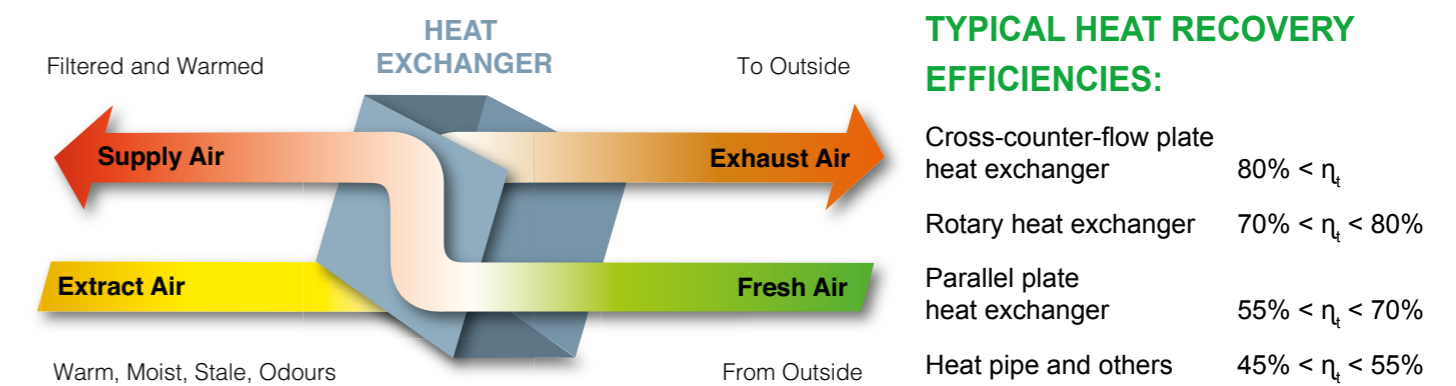 HEAT
EXCHANGER
Filtered and Warmed
To Outside
Supply Air
Exhaust Air
Extract Air
Fresh Air
Warm, Moist, Stale, Odours
From Outside
TYPICAL HEAT RECOVERY
EFFICIENCIES:
Cross-counter-flow plate
heat exchanger 80% < ηt
Rotary heat exchanger 70% < ηt < 80%
Parallel plate
heat exchanger 55% < ηt < 70%
Heat pipe and others 45% < ηt < 55%